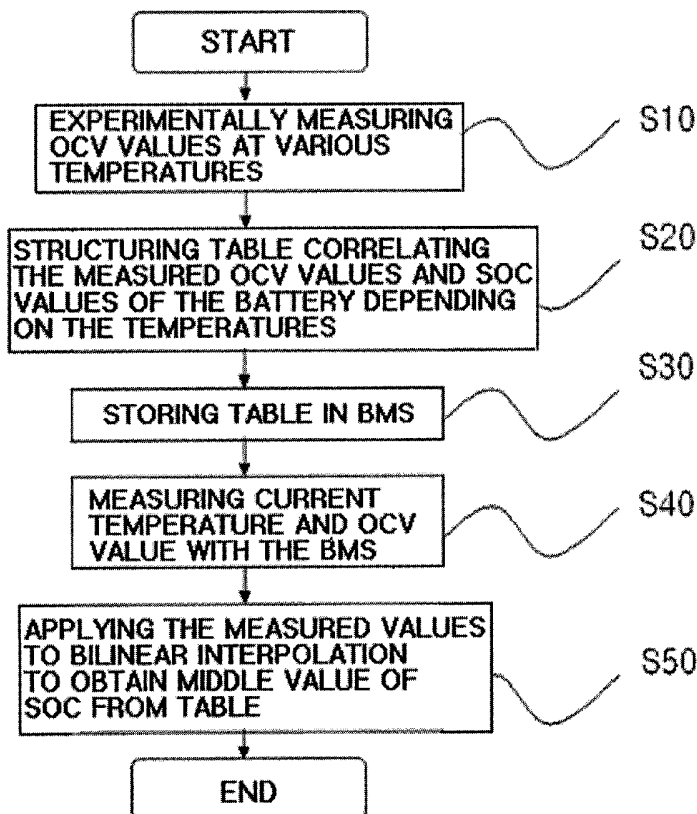 START
EXPERIMENTALLY MEASURING
OCV VALUES AT VARIOUS
TEMPERATURES
S10
STRUCTURING TABLE CORRELATING
THE MEASURED OCV VALUES AND SOC
VALUES OF THE BATTERY DEPENDING
ON THE TEMPERATURES
S20
STORING TABLE IN BMS
S30
MEASURING CURRENT
TEMPERATURE AND OCV
VALUE WITH THE BMS
S40
APPLYING THE MEASURED VALUES
TO BILINEAR INTERPOLATION
TO OBTAIN MIDDLE VALUE OF
SOC FROM TABLE
S50
END